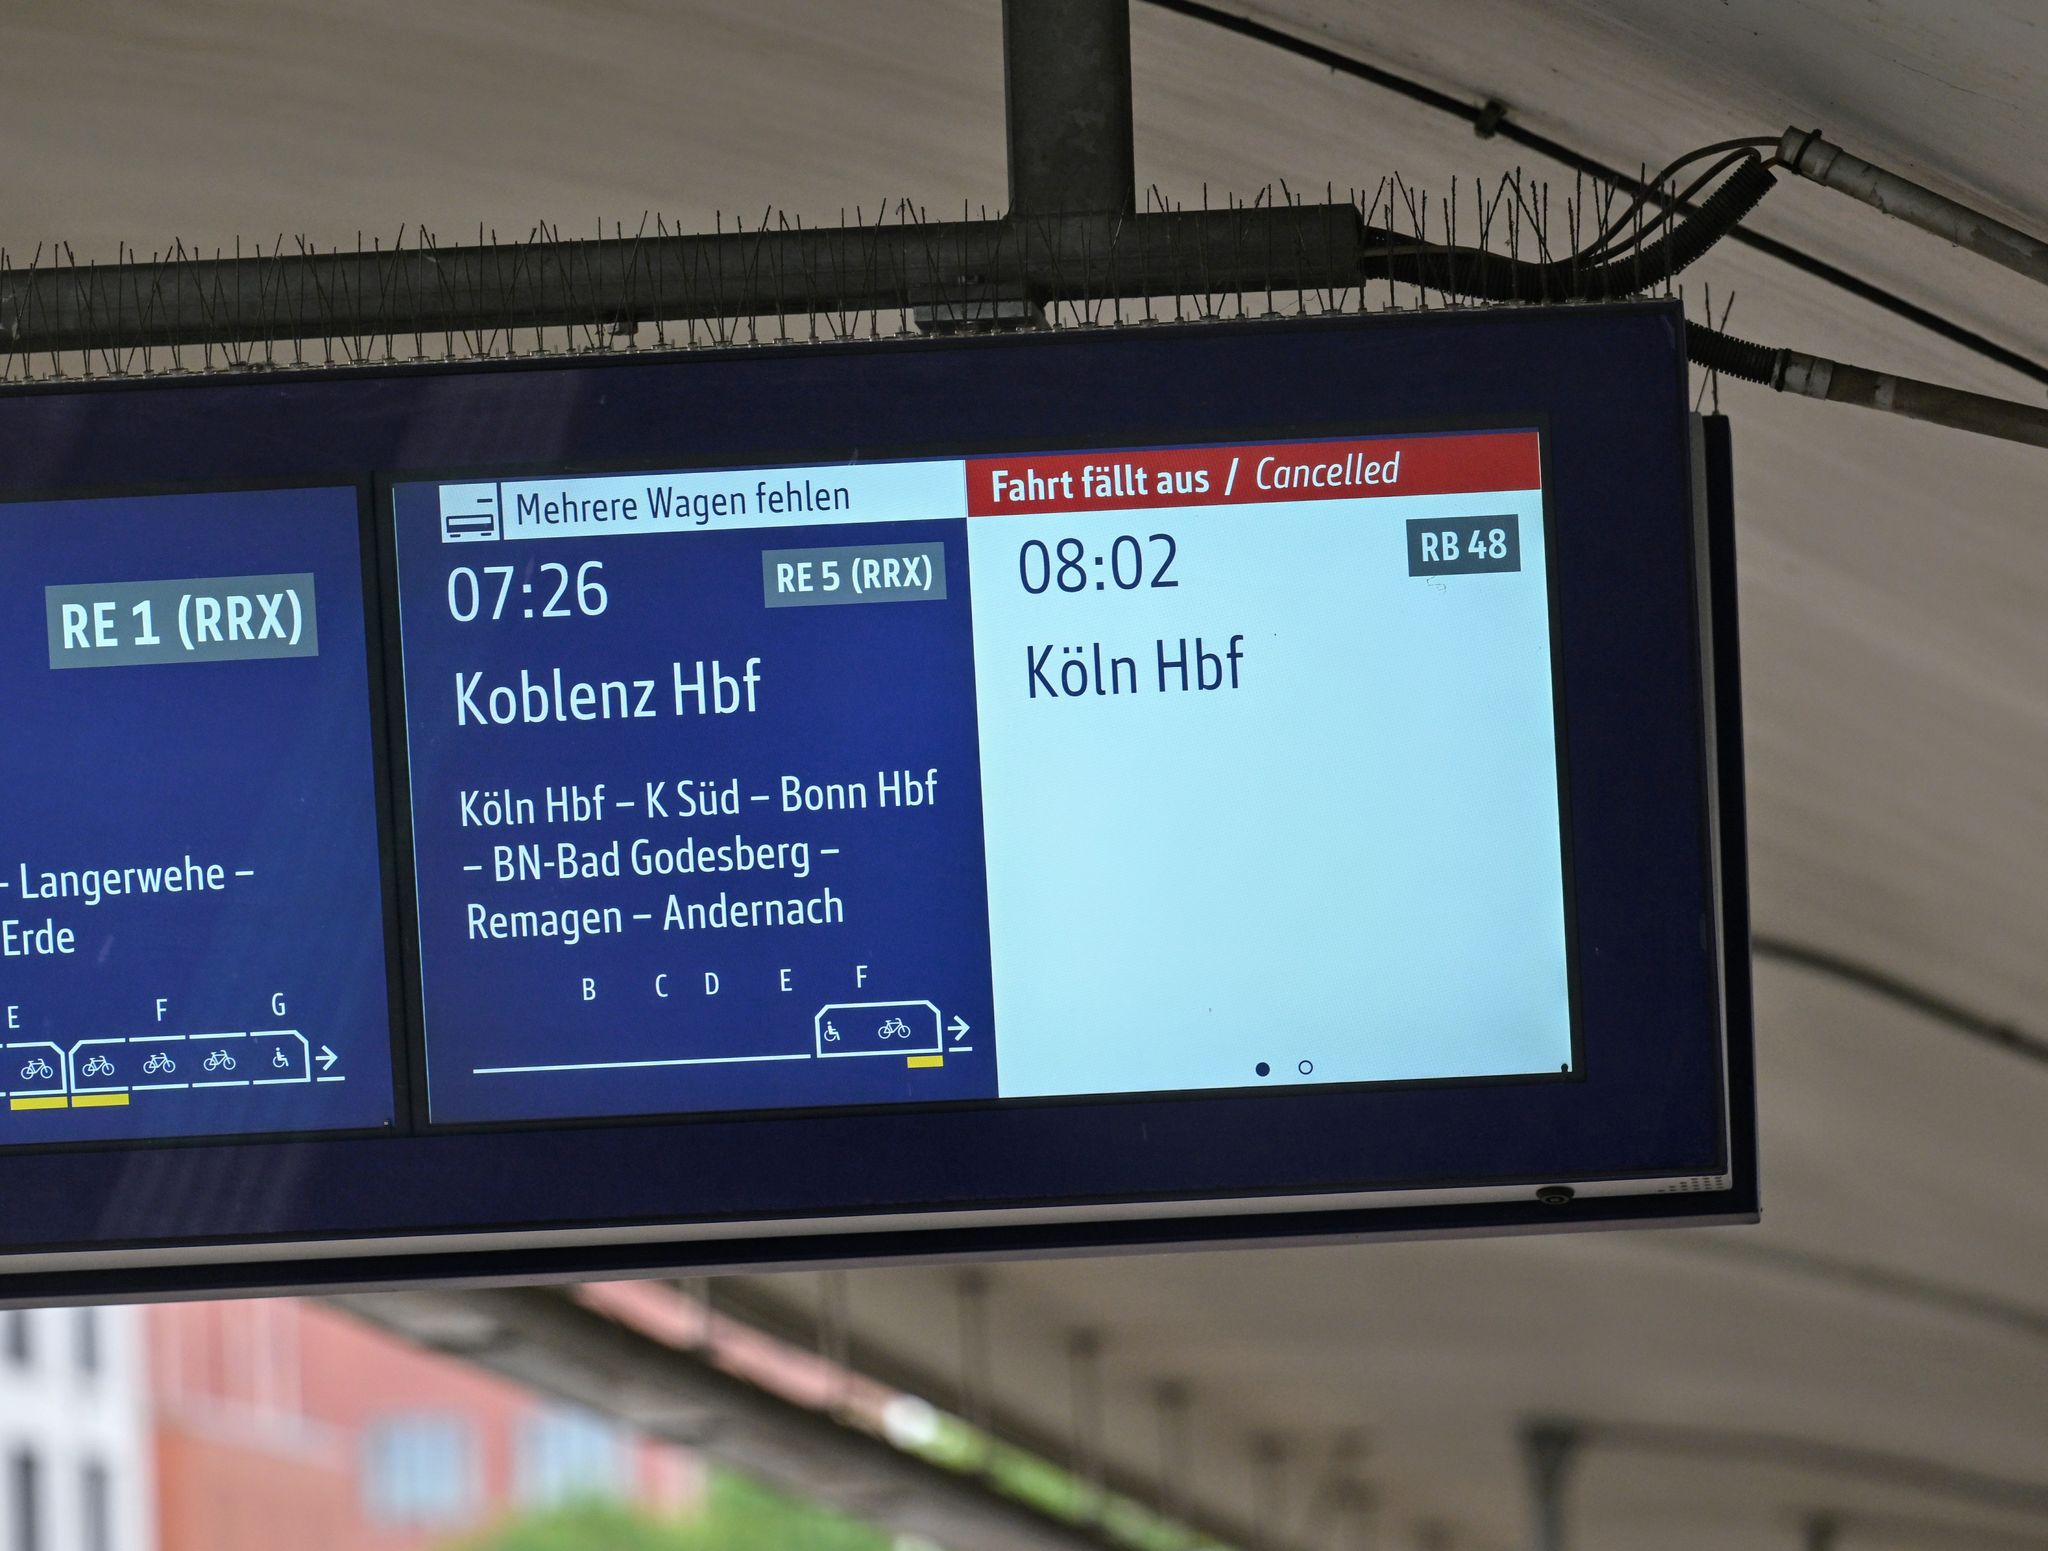 RE 1 (RRX)
– Langerwehe –
Erde
E F G
Mehrere Wagen fehlen
07:26 RE 5 (RRX)
Koblenz Hbf
Köln Hbf – K Süd – Bonn Hbf
– BN-Bad Godesberg –
Remagen – Andernach
B C D E F
Fahrt fällt aus / Cancelled
08:02 RB 48
Köln Hbf